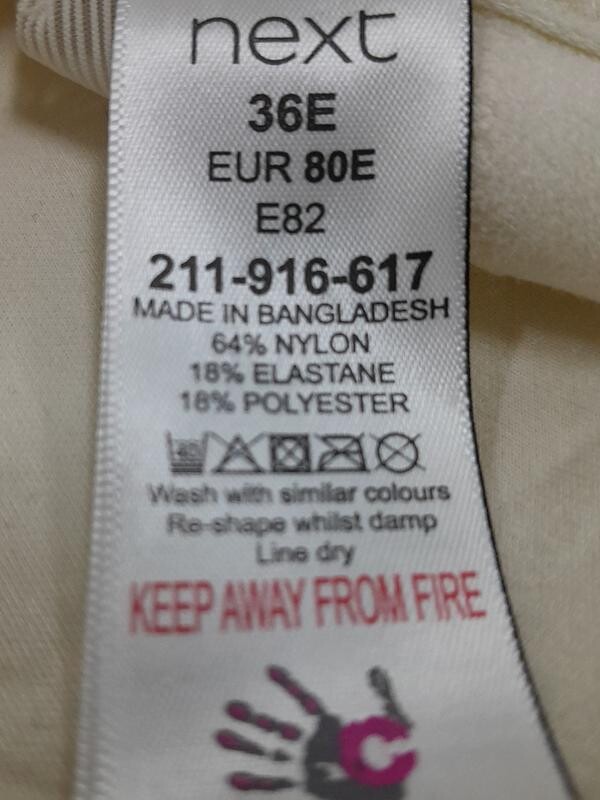 next
36E
EUR 80E
E82
211-916-617
MADE IN BANGLADESH
64% NYLON
18% ELASTANE
18% POLYESTER
40
Wash with similar colours
Re-shape whilst damp
Line dry
KEEP AWAY FROM FIRE
C